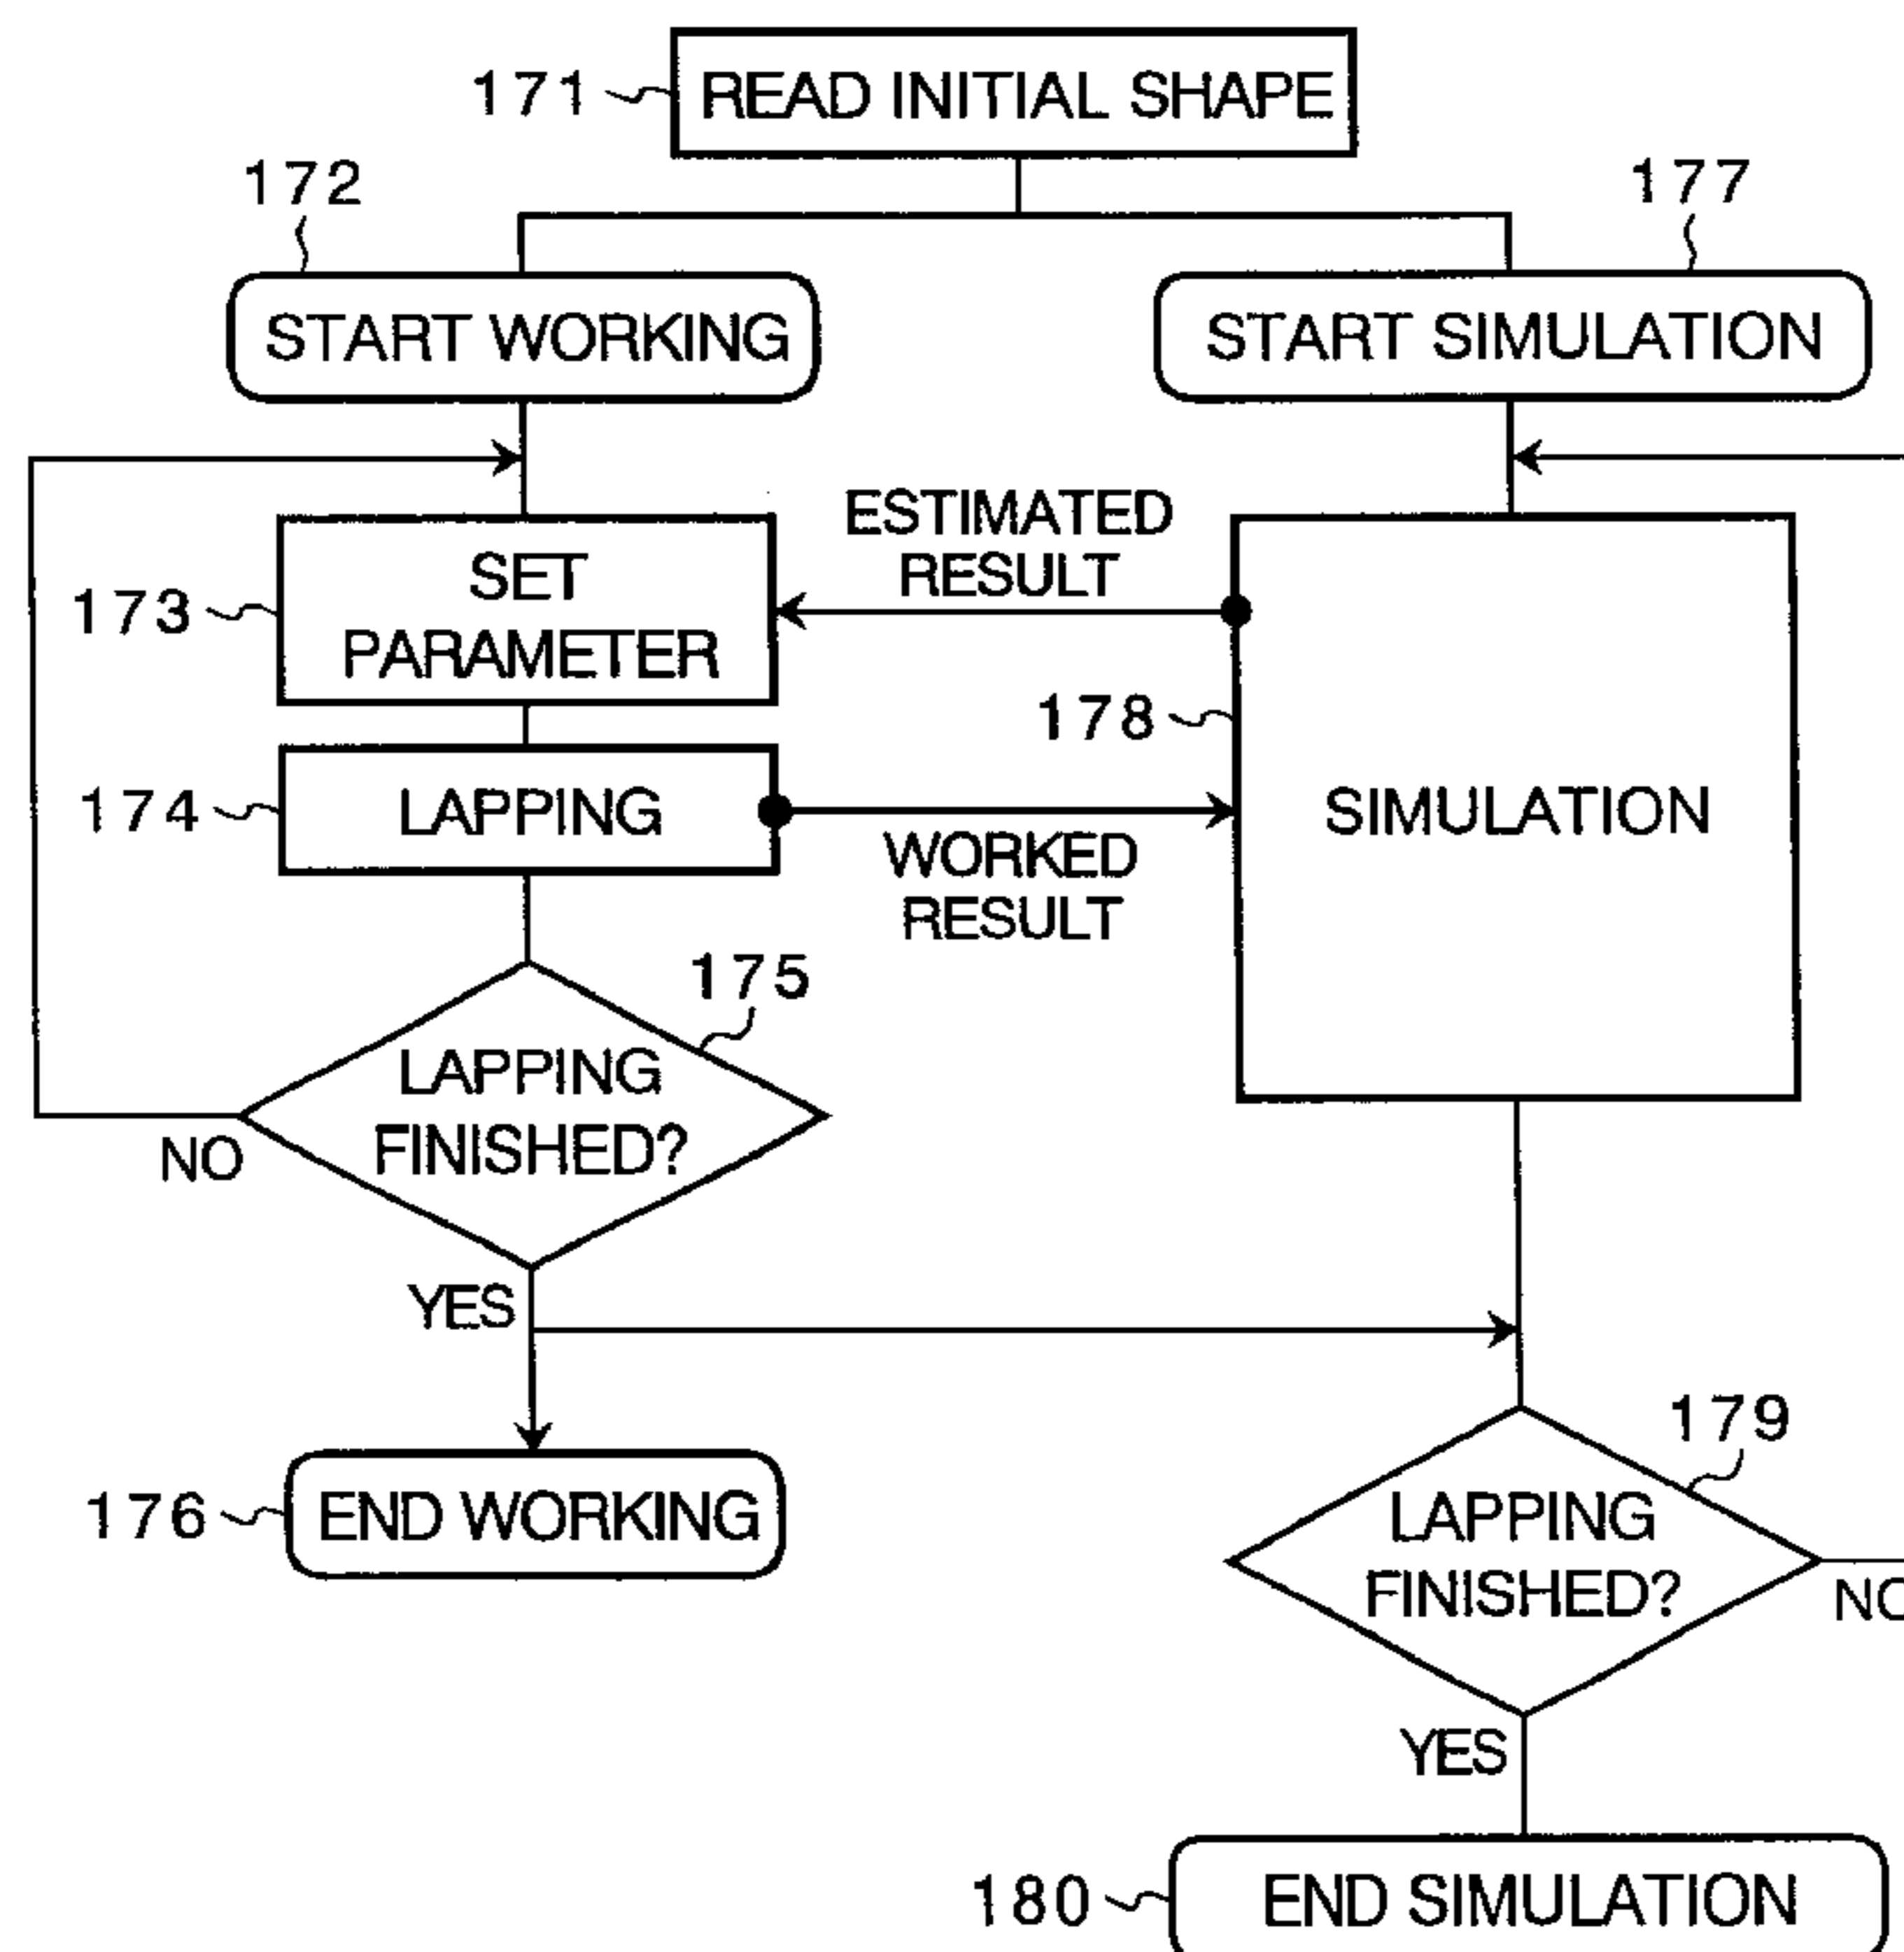 171
READ INITIAL SHAPE
172
177
START WORKING
START SIMULATION
ESTIMATED
RESULT
173
SET
PARAMETER
178
174
LAPPING
SIMULATION
WORKED
RESULT
175
LAPPING
FINISHED?
NO
YES
179
176
END WORKING
LAPPING
FINISHED?
NO
YES
180
END SIMULATION